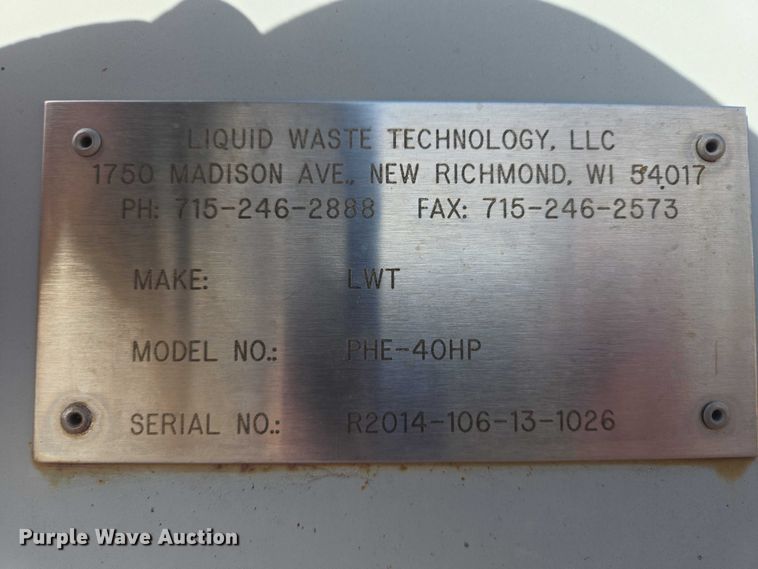 LIQUID WASTE TECHNOLOGY, LLC
1750 MADISON AVE., NEW RICHMOND, WI 54017
PH: 715-246-2888 FAX: 715-246-2573
MAKE: LWT
MODEL NO.: PHE-40HP
SERIAL NO.: R2014-106-13-1026
Purple Wave Auction